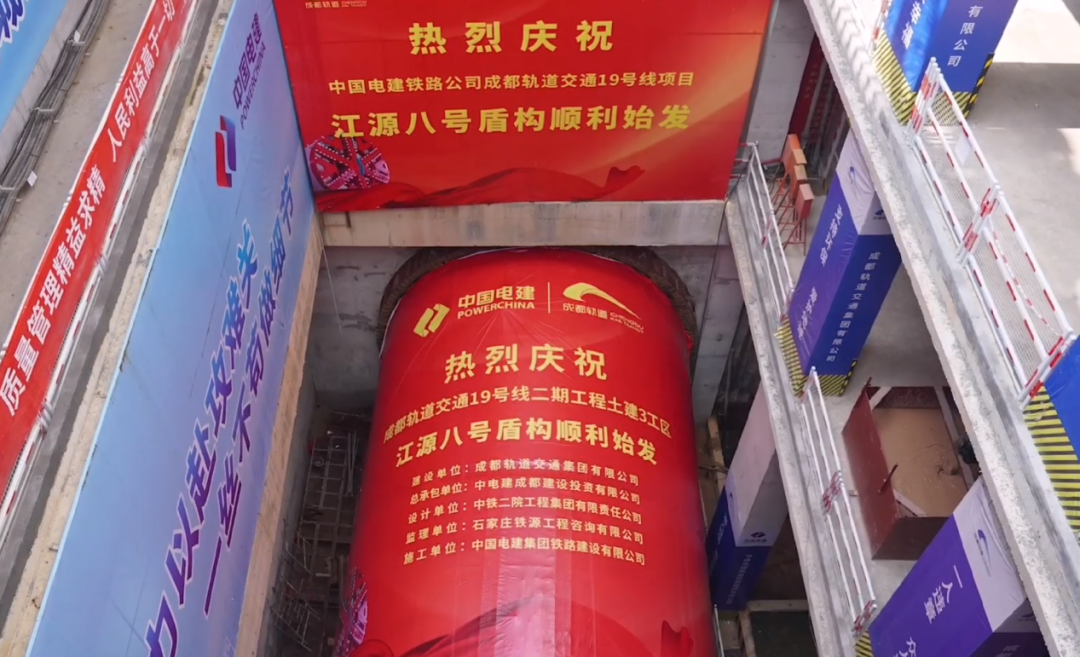 成都轨道
热烈庆祝
中国电建铁路公司成都轨道交通19号线项目
江源八号盾构顺利始发
中国电建
POWERCHINA
成都轨道
热烈庆祝
成都轨道交通19号线二期工程土建3工区
江源八号盾构顺利始发
建设单位：成都轨道交通集团有限公司
总承包单位：中电建成都建设投资有限公司
设计单位：中铁二院工程集团有限责任公司
监理单位：石家庄铁源工程咨询有限公司
施工单位：中国电建集团铁路建设有限公司
质量管理精益求精 人民利益高于一切
中国电建
POWERCHINA
力以赴攻难关
一丝不苟做细节
有限公司
成都轨道交通集团有限公司
一人违章